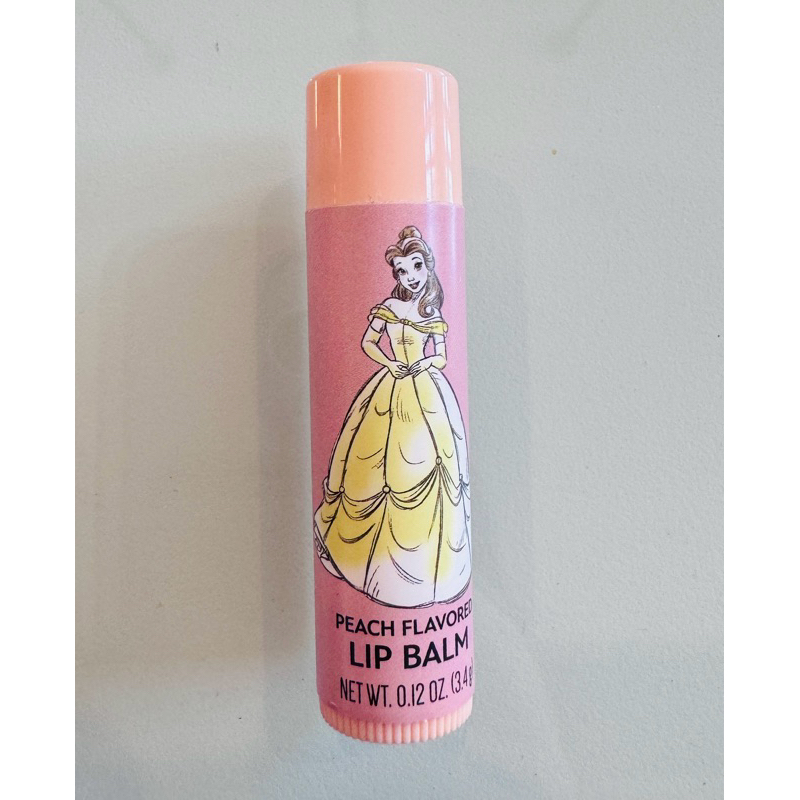 PEACH FLAVORED
LIP BALM
NET WT. 0.12 OZ. (3.4 g